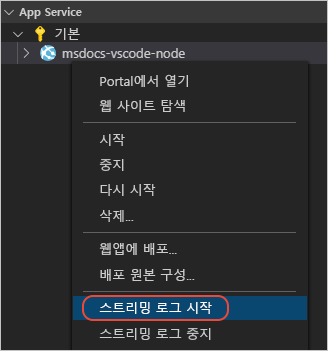 App Service
기본
msdocs-vscode-node
Portal에서 열기
웹 사이트 탐색
시작
중지
다시 시작
삭제...
웹앱에 배포...
배포 원본 구성...
스트리밍 로그 시작
스트리밍 로그 중지